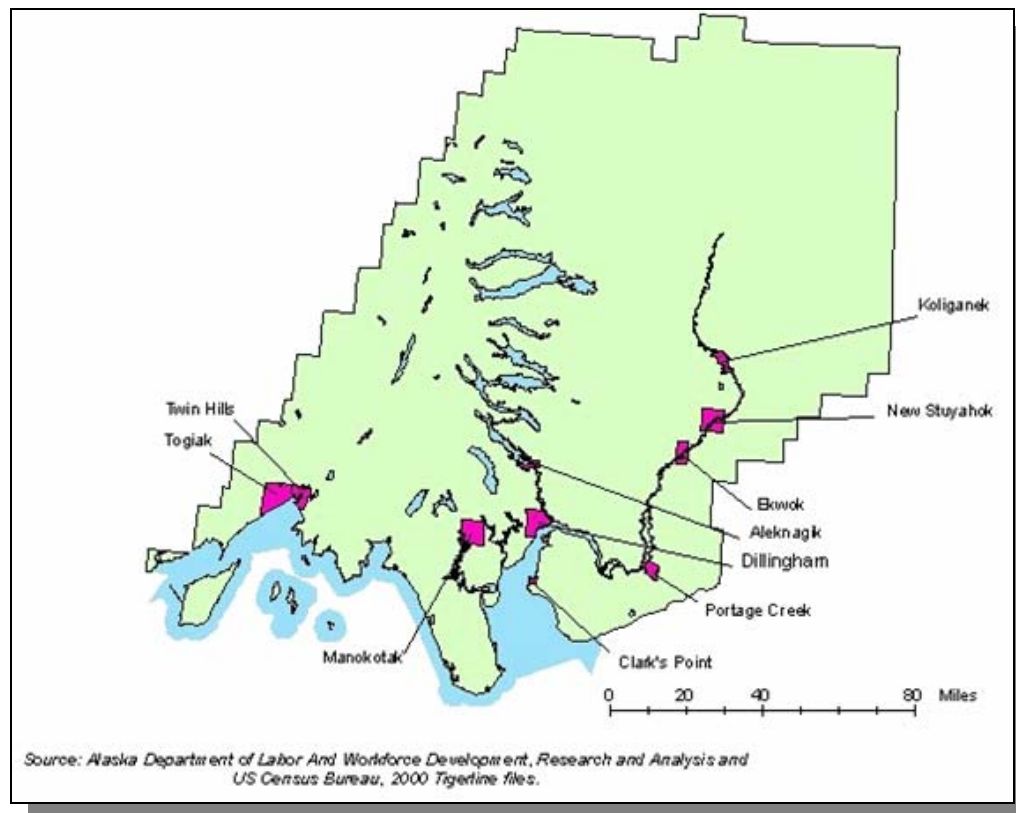 Koliganek
Twin Hills
New Stuyahok
Togiak
Ekwok
Aleknagik
Dillingham
Portage Creek
Manokotak
Clark's Point
0 20 40 80 Miles
Source: Alaska Department of Labor And Workforce Development, Research and Analysis and
US Census Bureau, 2000 Tigerline files.